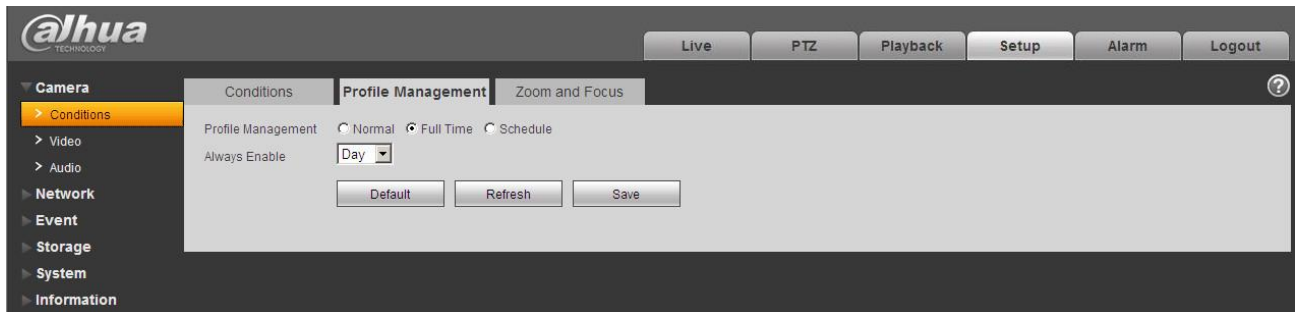 alhua
TECHNOLOGY
Live PTZ Playback Setup Alarm Logout
Camera
Conditions
Video
Audio
Network
Event
Storage
System
Information
Conditions Profile Management Zoom and Focus ?
Profile Management Normal Full Time Schedule
Always Enable Day
Default Refresh Save